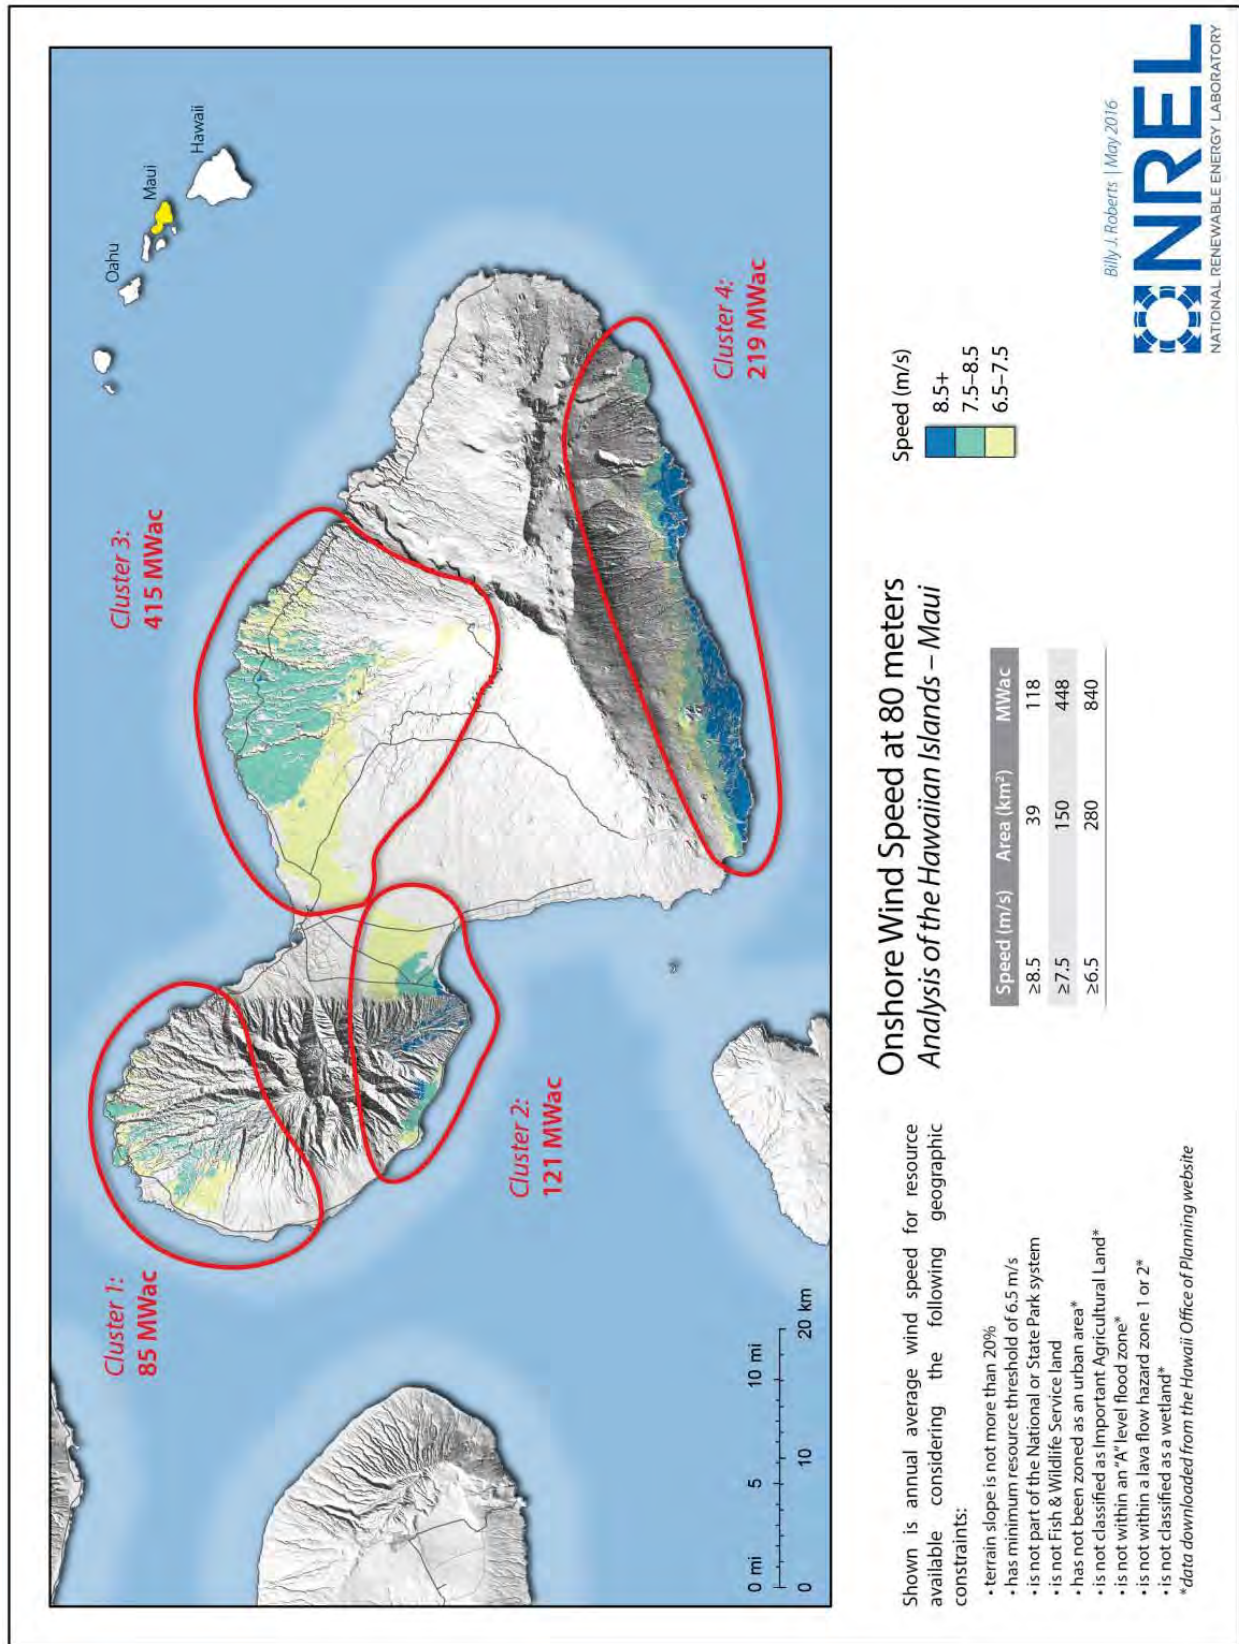 Oahu
Maui
Hawaii
Cluster 1:
85 MWac
Cluster 2:
121 MWac
Cluster 3:
415 MWac
Cluster 4:
219 MWac
0 mi 5 10 mi
0 10 20 km
Shown is annual average wind speed for resource
available considering the following geographic
constraints:
• terrain slope is not more than 20%
• has minimum resource threshold of 6.5 m/s
• is not part of the National or State Park system
• is not Fish & Wildlife Service land
• has not been zoned as an urban area*
• is not classified as Important Agricultural Land*
• is not within an "A" level flood zone*
• is not within a lava flow hazard zone 1 or 2*
• is not classified as a wetland*
*data downloaded from the Hawaii Office of Planning website
Onshore Wind Speed at 80 meters
Analysis of the Hawaiian Islands – Maui
Speed (m/s) Area (km²) MWac
≥8.5 39 118
≥7.5 150 448
≥6.5 280 840
Speed (m/s)
8.5+
7.5–8.5
6.5–7.5
Billy J. Roberts | May 2016
NREL
NATIONAL RENEWABLE ENERGY LABORATORY